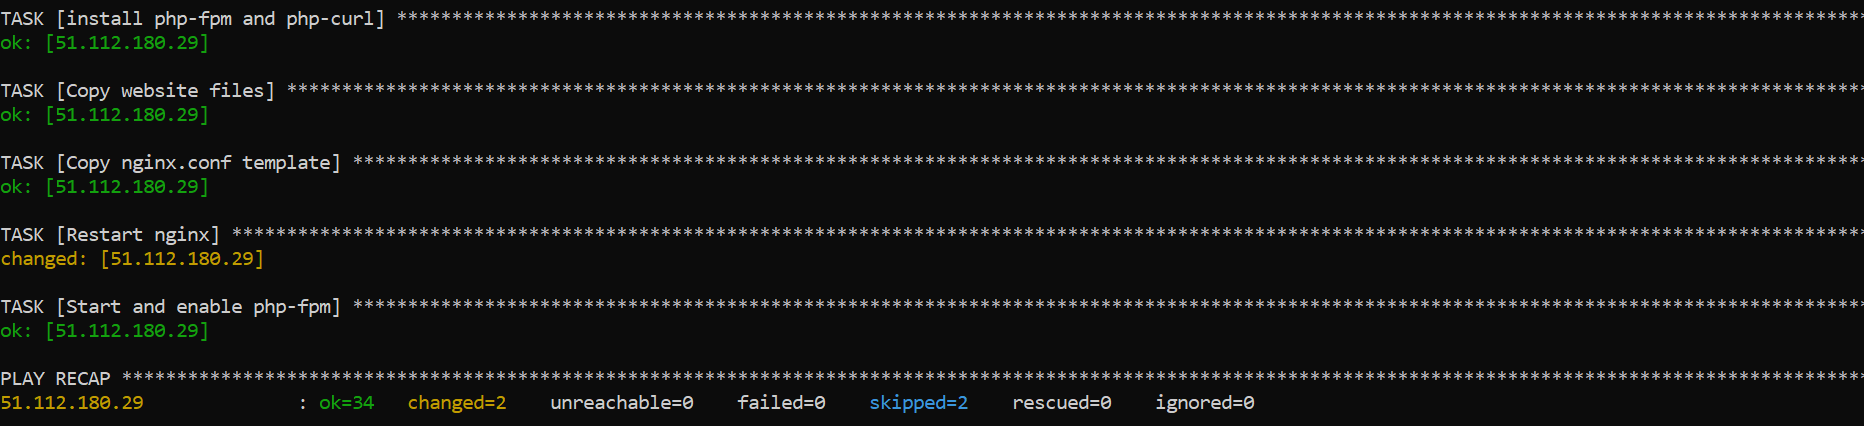 TASK [install php-fpm and php-curl] **************************************************************************************************************************************
ok: [51.112.180.29]
TASK [Copy website files] ************************************************************************************************************************************************
ok: [51.112.180.29]
TASK [Copy nginx.conf template] ******************************************************************************************************************************************
ok: [51.112.180.29]
TASK [Restart nginx] *****************************************************************************************************************************************************
changed: [51.112.180.29]
TASK [Start and enable php-fpm] ******************************************************************************************************************************************
ok: [51.112.180.29]
PLAY RECAP ***************************************************************************************************************************************************************
51.112.180.29              : ok=34   changed=2    unreachable=0    failed=0    skipped=2    rescued=0    ignored=0